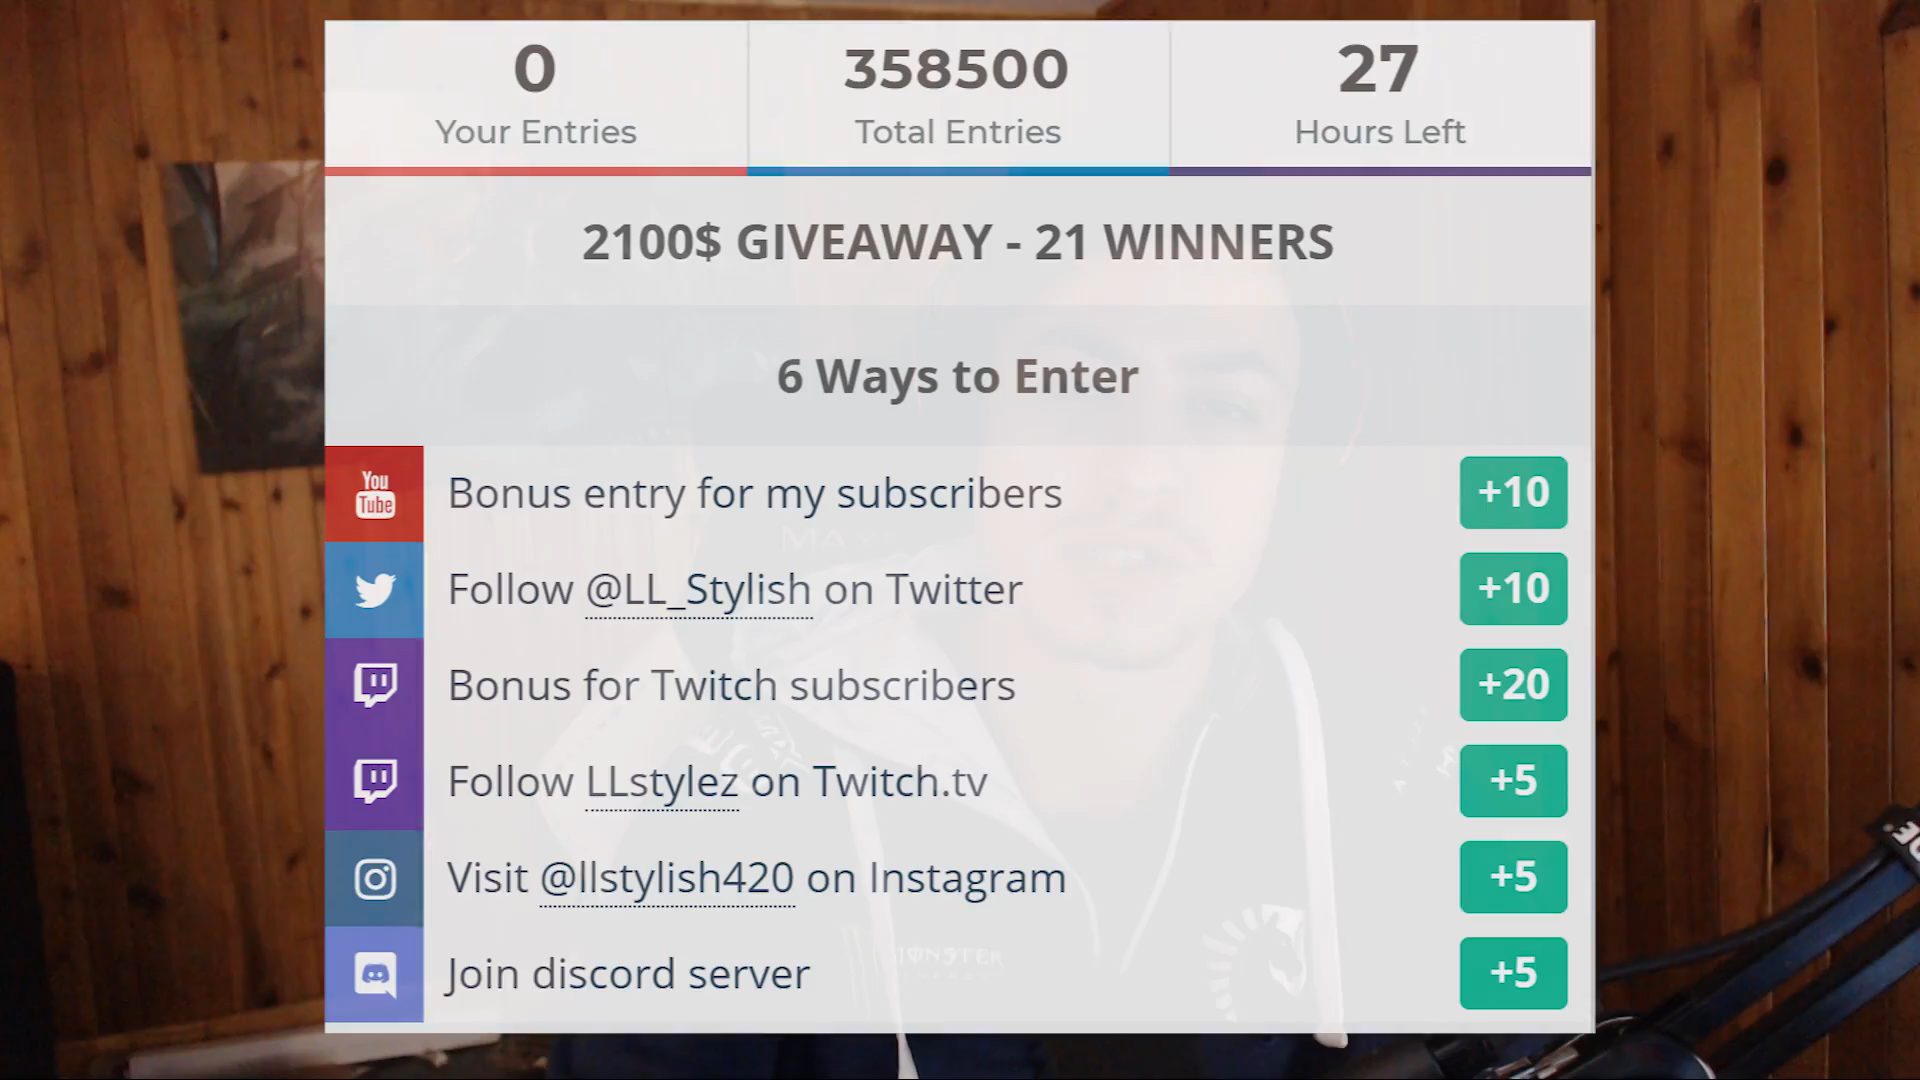 0
Your Entries
358500
Total Entries
27
Hours Left
2100$ GIVEAWAY - 21 WINNERS
6 Ways to Enter
You
Tube
Bonus entry for my subscribers
+10
Follow @LL_Stylish on Twitter
+10
Bonus for Twitch subscribers
+20
Follow LLstylez on Twitch.tv
+5
Visit @llstylish420 on Instagram
+5
Join discord server
+5
MONSTER